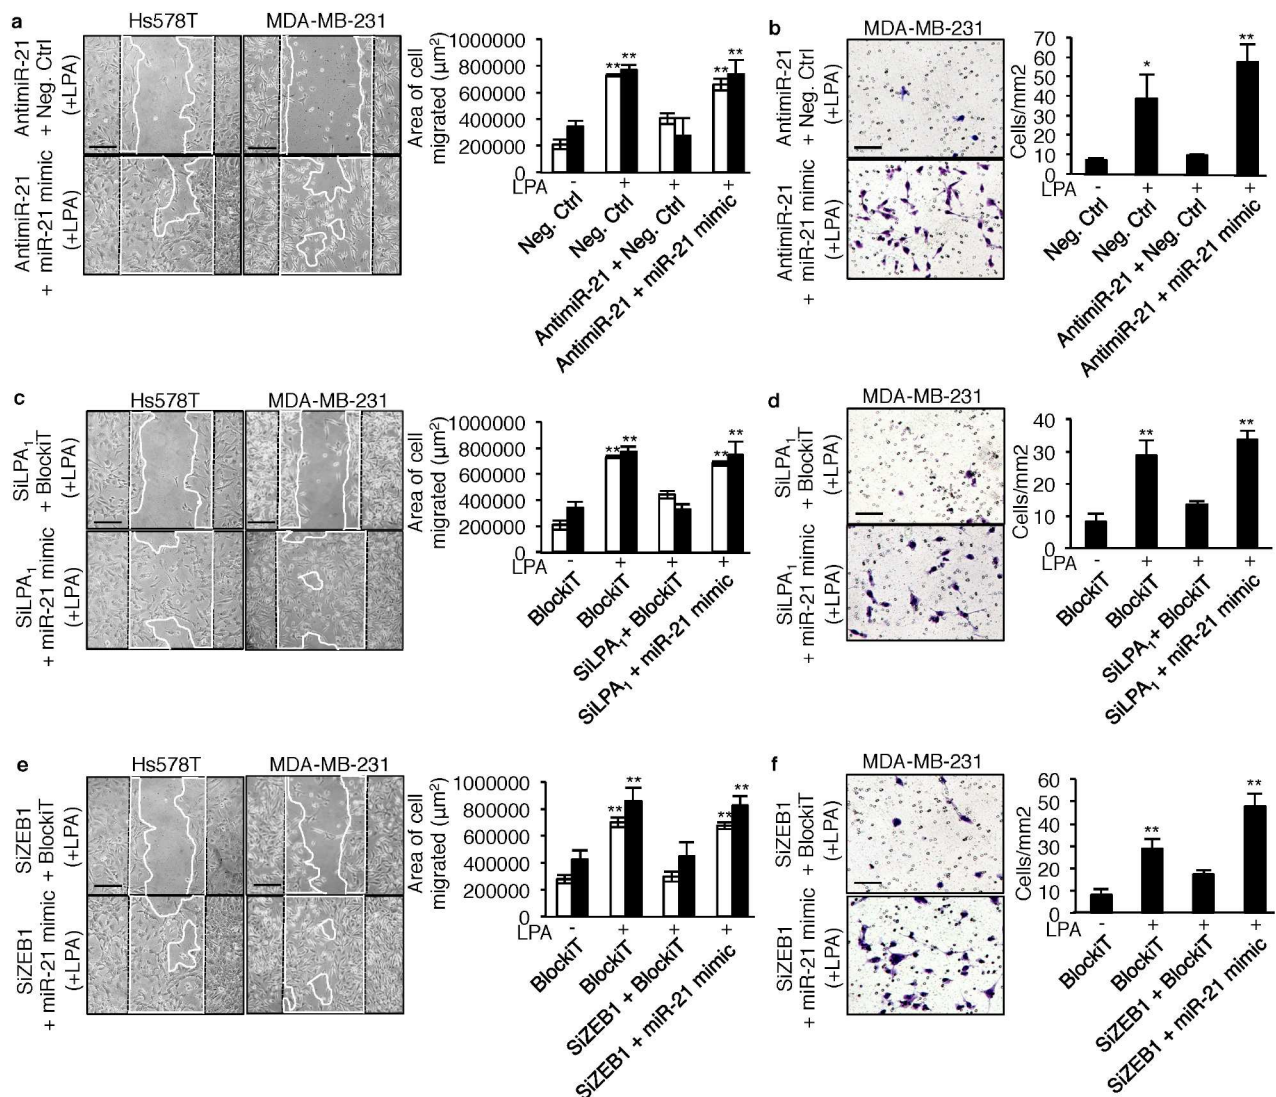 a
Hs578T
MDA-MB-231
AntimiR-21
+ Neg. Ctrl
(+LPA)
AntimiR-21
+ miR-21 mimic
(+LPA)
Area of cell
migrated (µm²)
1000000
800000
600000
400000
200000
0
** **
** **
LPA - + + +
Neg. Ctrl
Neg. Ctrl
AntimiR-21 + Neg. Ctrl
AntimiR-21 + miR-21 mimic
b
MDA-MB-231
AntimiR-21
+ Neg. Ctrl
(+LPA)
AntimiR-21
+ miR-21 mimic
(+LPA)
Cells/mm2
70
60
50
40
30
20
10
0
*
**
LPA - + + +
Neg. Ctrl
Neg. Ctrl
AntimiR-21 + Neg. Ctrl
AntimiR-21 + miR-21 mimic
c
Hs578T
MDA-MB-231
SiLPA₁
+ BlockiT
(+LPA)
SiLPA₁
+ miR-21 mimic
(+LPA)
Area of cell
migrated (µm²)
1000000
800000
600000
400000
200000
0
** **
** **
LPA - + + +
BlockiT
BlockiT
SiLPA₁+ BlockiT
SiLPA₁ + miR-21 mimic
d
MDA-MB-231
SiLPA₁
+ BlockiT
(+LPA)
SiLPA₁
+ miR-21 mimic
(+LPA)
Cells/mm2
40
30
20
10
0
**
**
LPA - + + +
BlockiT
BlockiT
SiLPA₁+ BlockiT
SiLPA₁ + miR-21 mimic
e
Hs578T
MDA-MB-231
SiZEB1
+ BlockiT
(+LPA)
SiZEB1
+ miR-21 mimic
(+LPA)
Area of cell
migrated (µm²)
1000000
800000
600000
400000
200000
0
** **
** **
LPA - + + +
BlockiT
BlockiT
SiZEB1 + BlockiT
SiZEB1 + miR-21 mimic
f
MDA-MB-231
SiZEB1
+ BlockiT
(+LPA)
SiZEB1
+ miR-21 mimic
(+LPA)
Cells/mm2
60
50
40
30
20
10
0
**
**
LPA - + + +
BlockiT
BlockiT
SiZEB1 + BlockiT
SiZEB1 + miR-21 mimic